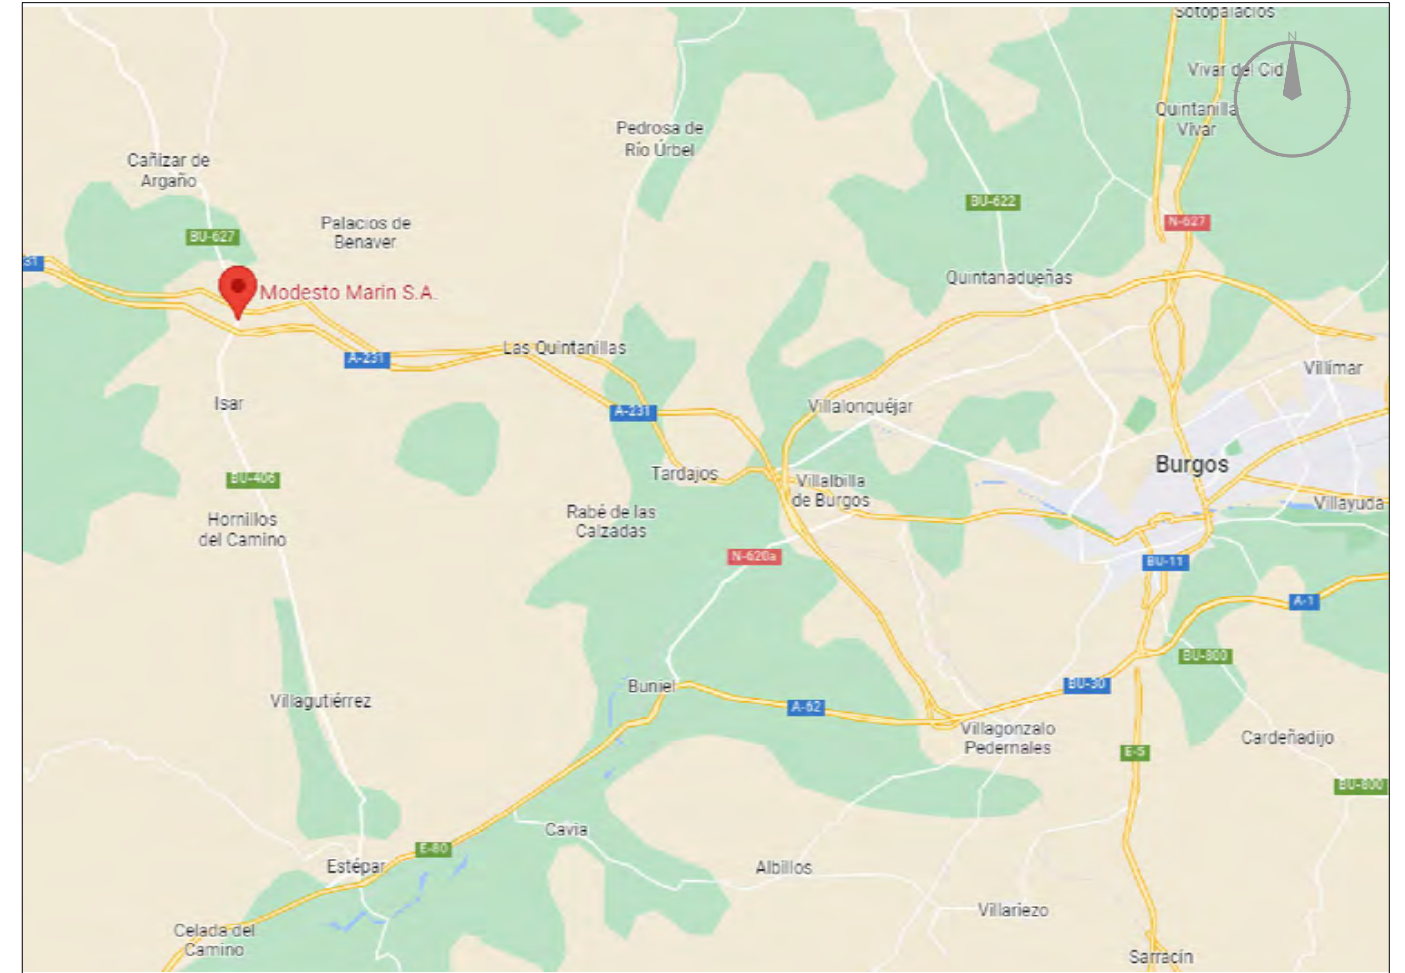 Sotopalacios
N
Vivar del Cid
Quintanilla
Vivar
Pedrosa de
Río Úrbel
Cañizar de
Argaño
BU-622
Palacios de
Benaver
N-627
BU-627
31
Quintanadueñas
Modesto Marin S.A.
Las Quintanillas
A-231
Villímar
Isar
Villalonquéjar
A-231
Burgos
Tardajos
BU-406
Villalbilla
de Burgos
Villayuda
Rabé de las
Calzadas
Hornillos
del Camino
N-620a
BU-11
A-1
BU-800
Buniel
BU-30
Villagutiérrez
A-62
Villagonzalo
Pedernales
Cardeñadijo
E-5
BU-800
Cavia
E-80
Estépar
Albillos
Villariezo
Celada del
Camino
Sarracín